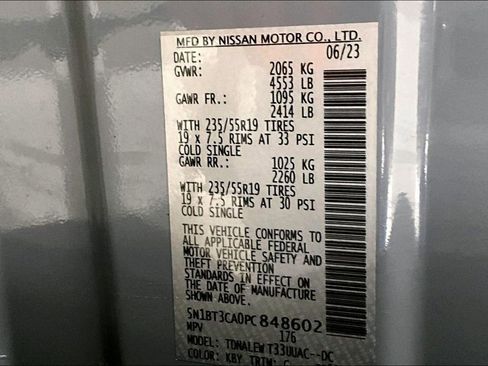 MFD BY NISSAN MOTOR CO., LTD.
DATE: 06/23
GVWR: 2065 KG
4553 LB
GAWR FR.: 1095 KG
2414 LB
WITH 235/55R19 TIRES
19 x 7.5 RIMS AT 33 PSI
COLD SINGLE
GAWR RR.: 1025 KG
2260 LB
WITH 235/55R19 TIRES
19 x 7.5 RIMS AT 30 PSI
COLD SINGLE
THIS VEHICLE CONFORMS TO
ALL APPLICABLE FEDERAL
MOTOR VEHICLE SAFETY AND
THEFT PREVENTION
STANDARDS IN EFFECT ON
THE DATE OF MANUFACTURE
SHOWN ABOVE.
5N1BT3CA0PC848602
MPV 176
MODEL: TDNALEW T33UUAC--DC
COLOR: KBY TRIM: